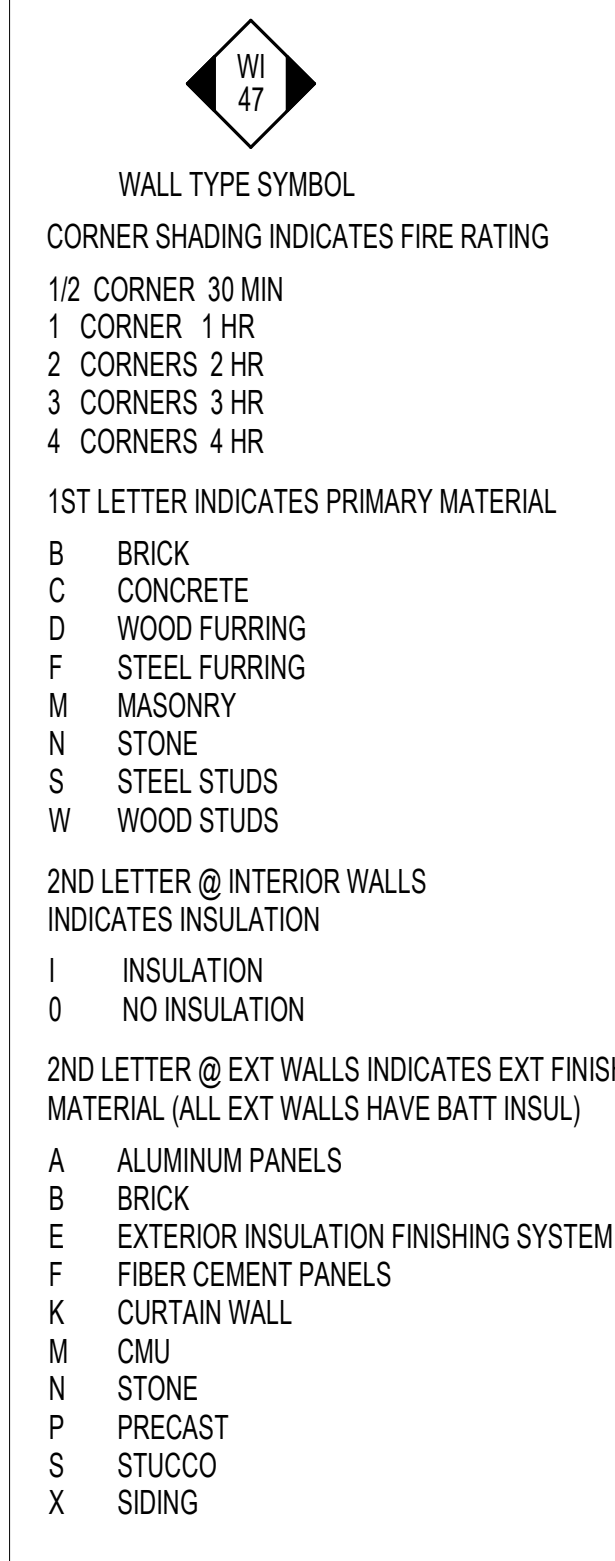 WI
47
WALL TYPE SYMBOL
CORNER SHADING INDICATES FIRE RATING
1/2 CORNER 30 MIN
1 CORNER 1 HR
2 CORNERS 2 HR
3 CORNERS 3 HR
4 CORNERS 4 HR
1ST LETTER INDICATES PRIMARY MATERIAL
B BRICK
C CONCRETE
D WOOD FURRING
F STEEL FURRING
M MASONRY
N STONE
S STEEL STUDS
W WOOD STUDS
2ND LETTER @ INTERIOR WALLS
INDICATES INSULATION
I INSULATION
0 NO INSULATION
2ND LETTER @ EXT WALLS INDICATES EXT FINISH
MATERIAL (ALL EXT WALLS HAVE BATT INSUL)
A ALUMINUM PANELS
B BRICK
E EXTERIOR INSULATION FINISHING SYSTEM
F FIBER CEMENT PANELS
K CURTAIN WALL
M CMU
N STONE
P PRECAST
S STUCCO
X SIDING